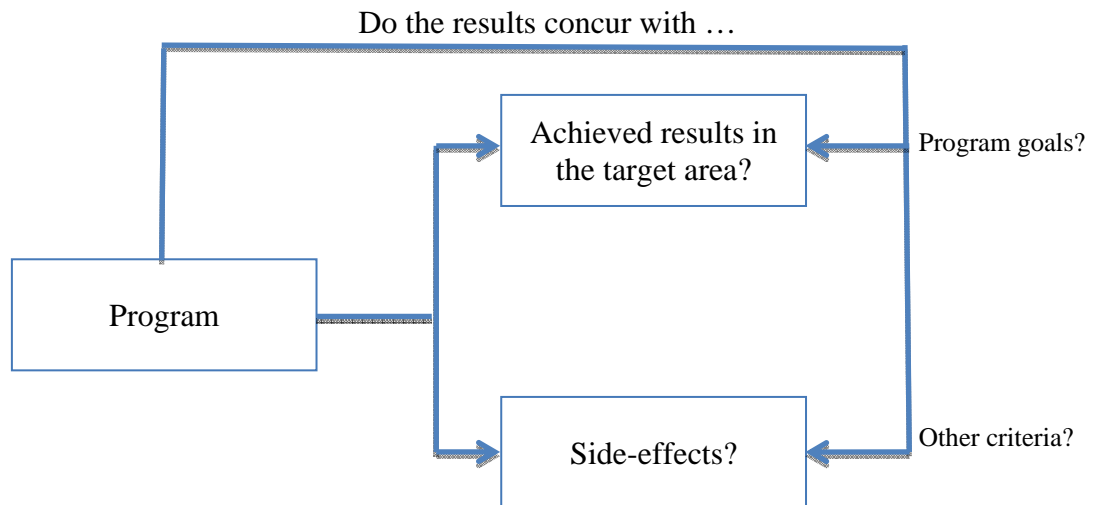 Do the results concur with …
Achieved results in
the target area?
Program goals?
Program
Side-effects?
Other criteria?